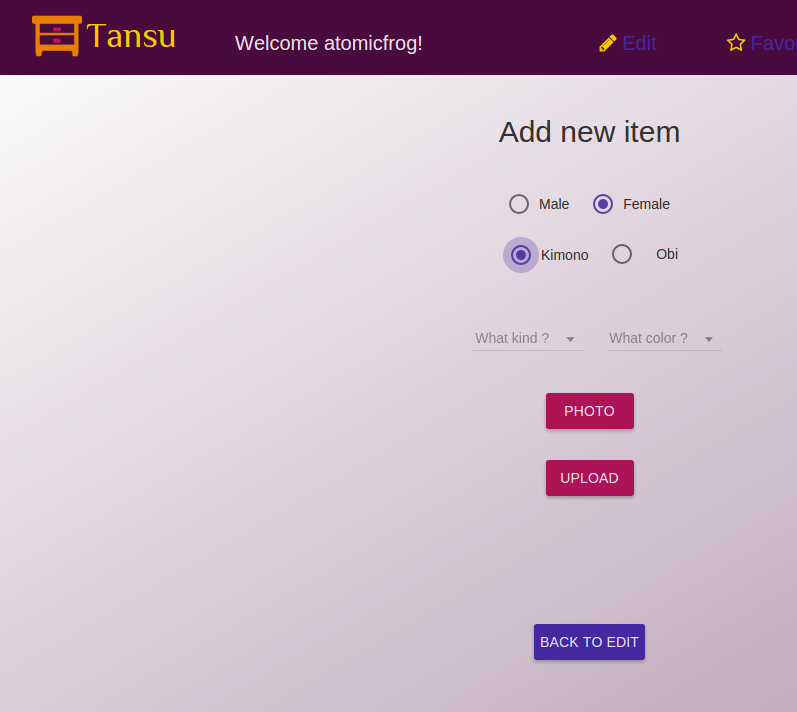 Tansu Welcome atomicfrog! Edit Favo
Add new item
Male Female
Kimono Obi
What kind ? What color ?
PHOTO
UPLOAD
BACK TO EDIT